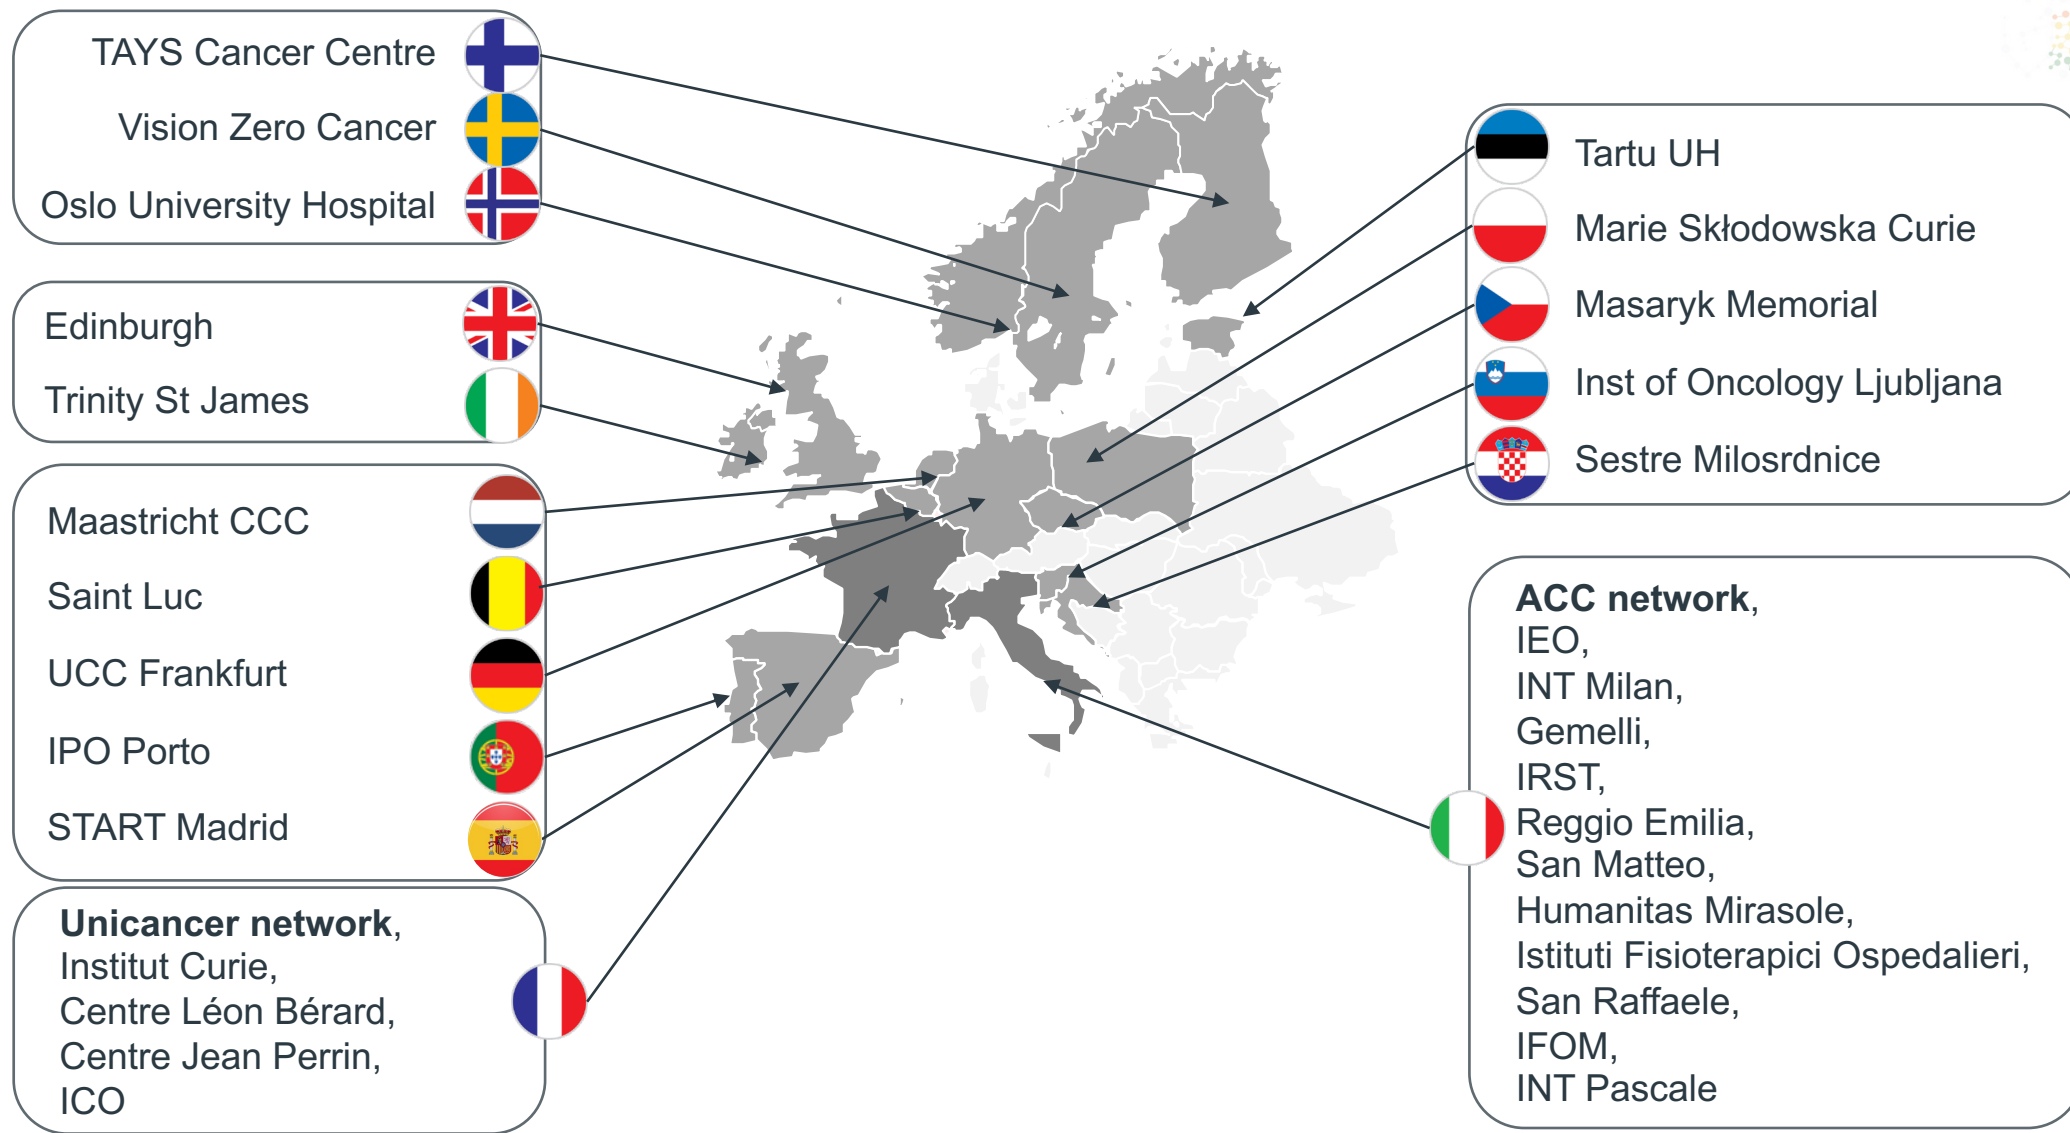 TAYS Cancer Centre
Vision Zero Cancer
Oslo University Hospital
Edinburgh
Trinity St James
Maastricht CCC
Saint Luc
UCC Frankfurt
IPO Porto
START Madrid
Unicancer network,
Institut Curie,
Centre Léon Bérard,
Centre Jean Perrin,
ICO
Tartu UH
Marie Skłodowska Curie
Masaryk Memorial
Inst of Oncology Ljubljana
Sestre Milosrdnice
ACC network,
IEO,
INT Milan,
Gemelli,
IRST,
Reggio Emilia,
San Matteo,
Humanitas Mirasole,
Istituti Fisioterapici Ospedalieri,
San Raffaele,
IFOM,
INT Pascale